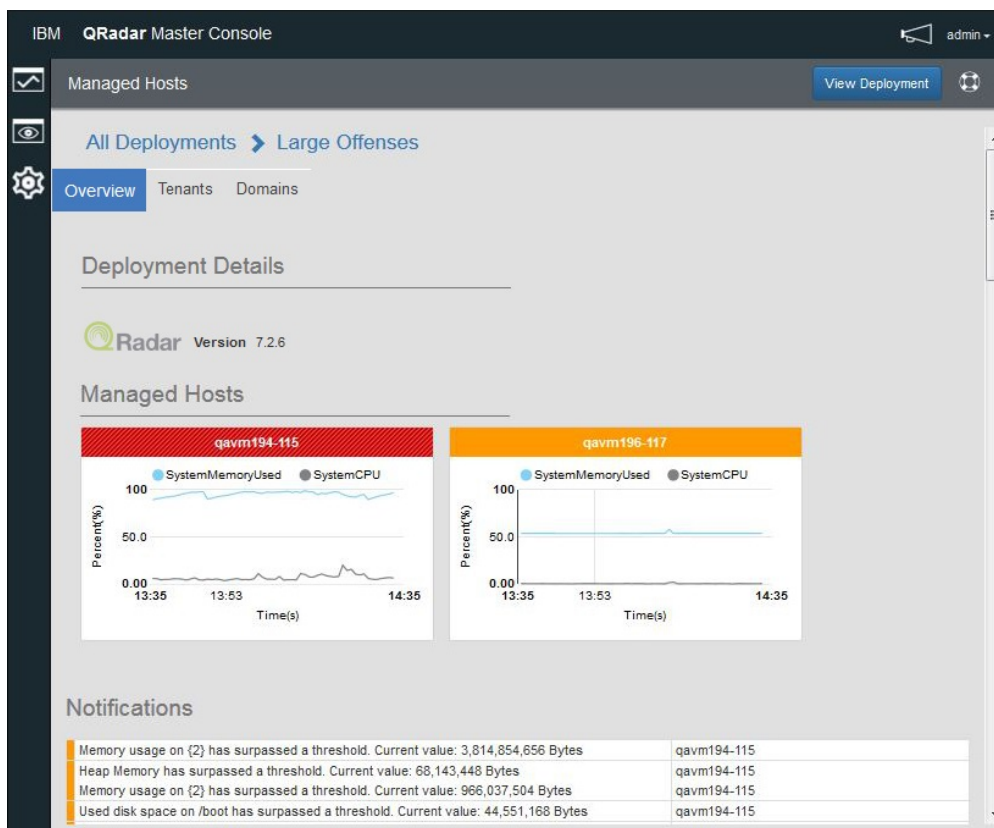 IBM QRadar Master Console admin
Managed Hosts View Deployment
All Deployments Large Offenses
Overview Tenants Domains
Deployment Details
QRadar Version 7.2.6
Managed Hosts
qavm194-115
SystemMemoryUsed SystemCPU
100
50.0
0.00
Percent(%)
13:35 13:53 14:35
Time(s)
qavm196-117
SystemMemoryUsed SystemCPU
100
50.0
0.00
Percent(%)
13:35 13:53 14:35
Time(s)
Notifications
Memory usage on {2} has surpassed a threshold. Current value: 3,814,854,656 Bytes qavm194-115
Heap Memory has surpassed a threshold. Current value: 68,143,448 Bytes qavm194-115
Memory usage on {2} has surpassed a threshold. Current value: 966,037,504 Bytes qavm194-115
Used disk space on /boot has surpassed a threshold. Current value: 44,551,168 Bytes qavm194-115